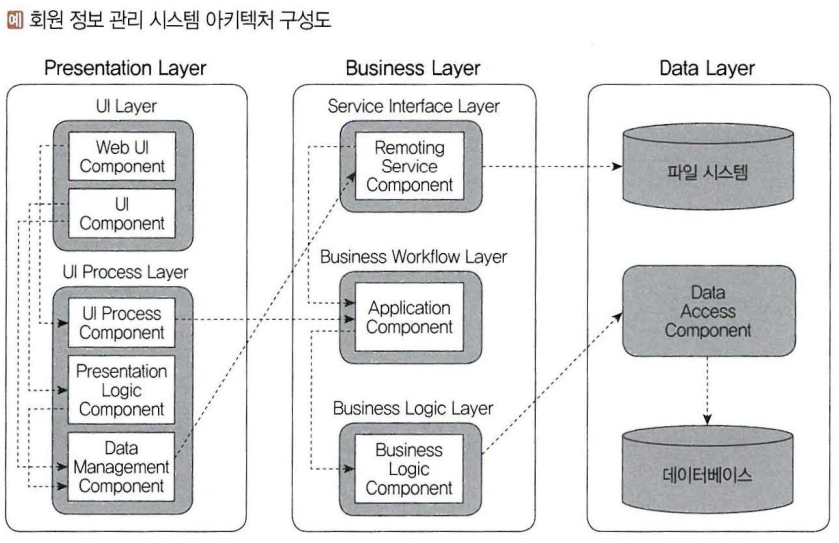 예 회원 정보 관리 시스템 아키텍처 구성도
Presentation Layer
UI Layer
Web UI
Component
UI
Component
UI Process Layer
UI Process
Component
Presentation
Logic
Component
Data
Management
Component
Business Layer
Service Interface Layer
Remoting
Service
Component
Business Workflow Layer
Application
Component
Business Logic Layer
Business
Logic
Component
Data Layer
파일 시스템
Data
Access
Component
데이터베이스